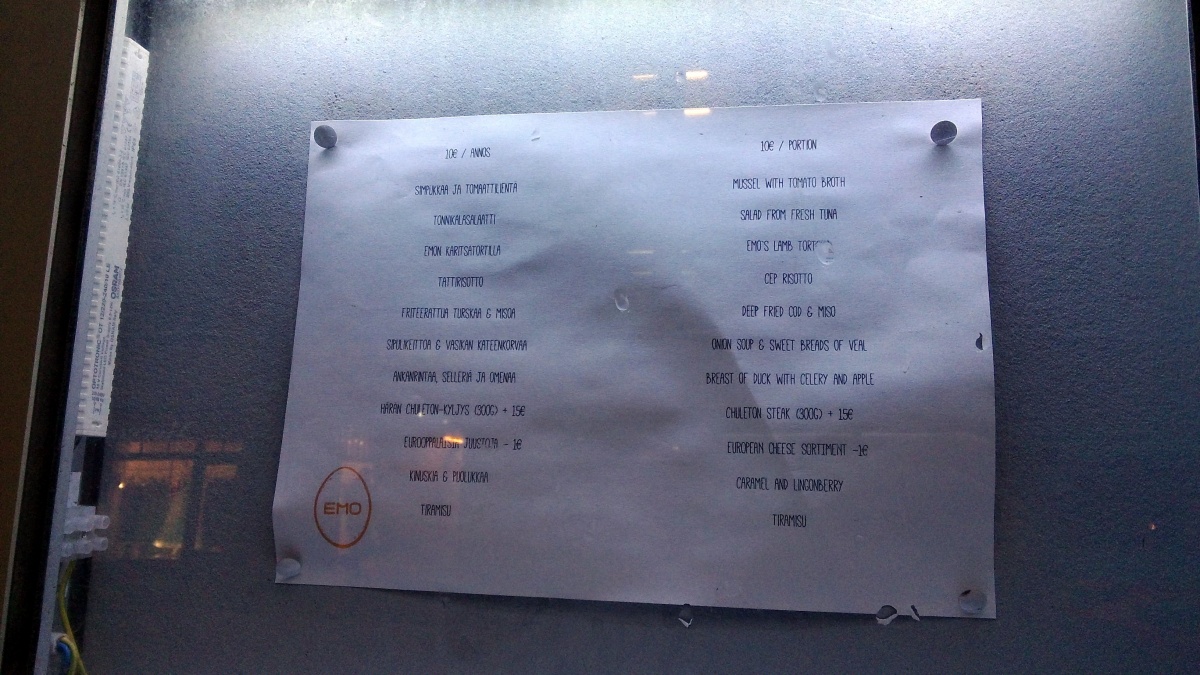 10€ / ANNOS
SIMPUKKAA JA TOMAATTILIENTÄ
TONNIKALASALAATTI
EMON KARITSATORTILLA
TATTIRISOTTO
FRITEERATTUA TURSKAA & MISOA
SIPULIKEITTOA & VASIKAN KATEENKORVAA
ANKANRINTAA, SELLERIÄ JA OMENAA
HÄRÄN CHULETON-KYLJYS (300G) + 15€
EUROOPPALAISIA JUUSTOJA - 1€
KINUSKIA & PUOLUKKAA
TIRAMISU
EMO
10€ / PORTION
MUSSEL WITH TOMATO BROTH
SALAD FROM FRESH TUNA
EMO'S LAMB
CEP RISOTTO
DEEP FRIED COD & MISO
ONION SOUP & SWEET BREADS OF VEAL
BREAST OF DUCK WITH CELERY AND APPLE
CHULETON STEAK (300G) + 15€
EUROPEAN CHEESE SORTIMENT -1€
CARAMEL AND LINGONBERRY
TIRAMISU
OSRAM